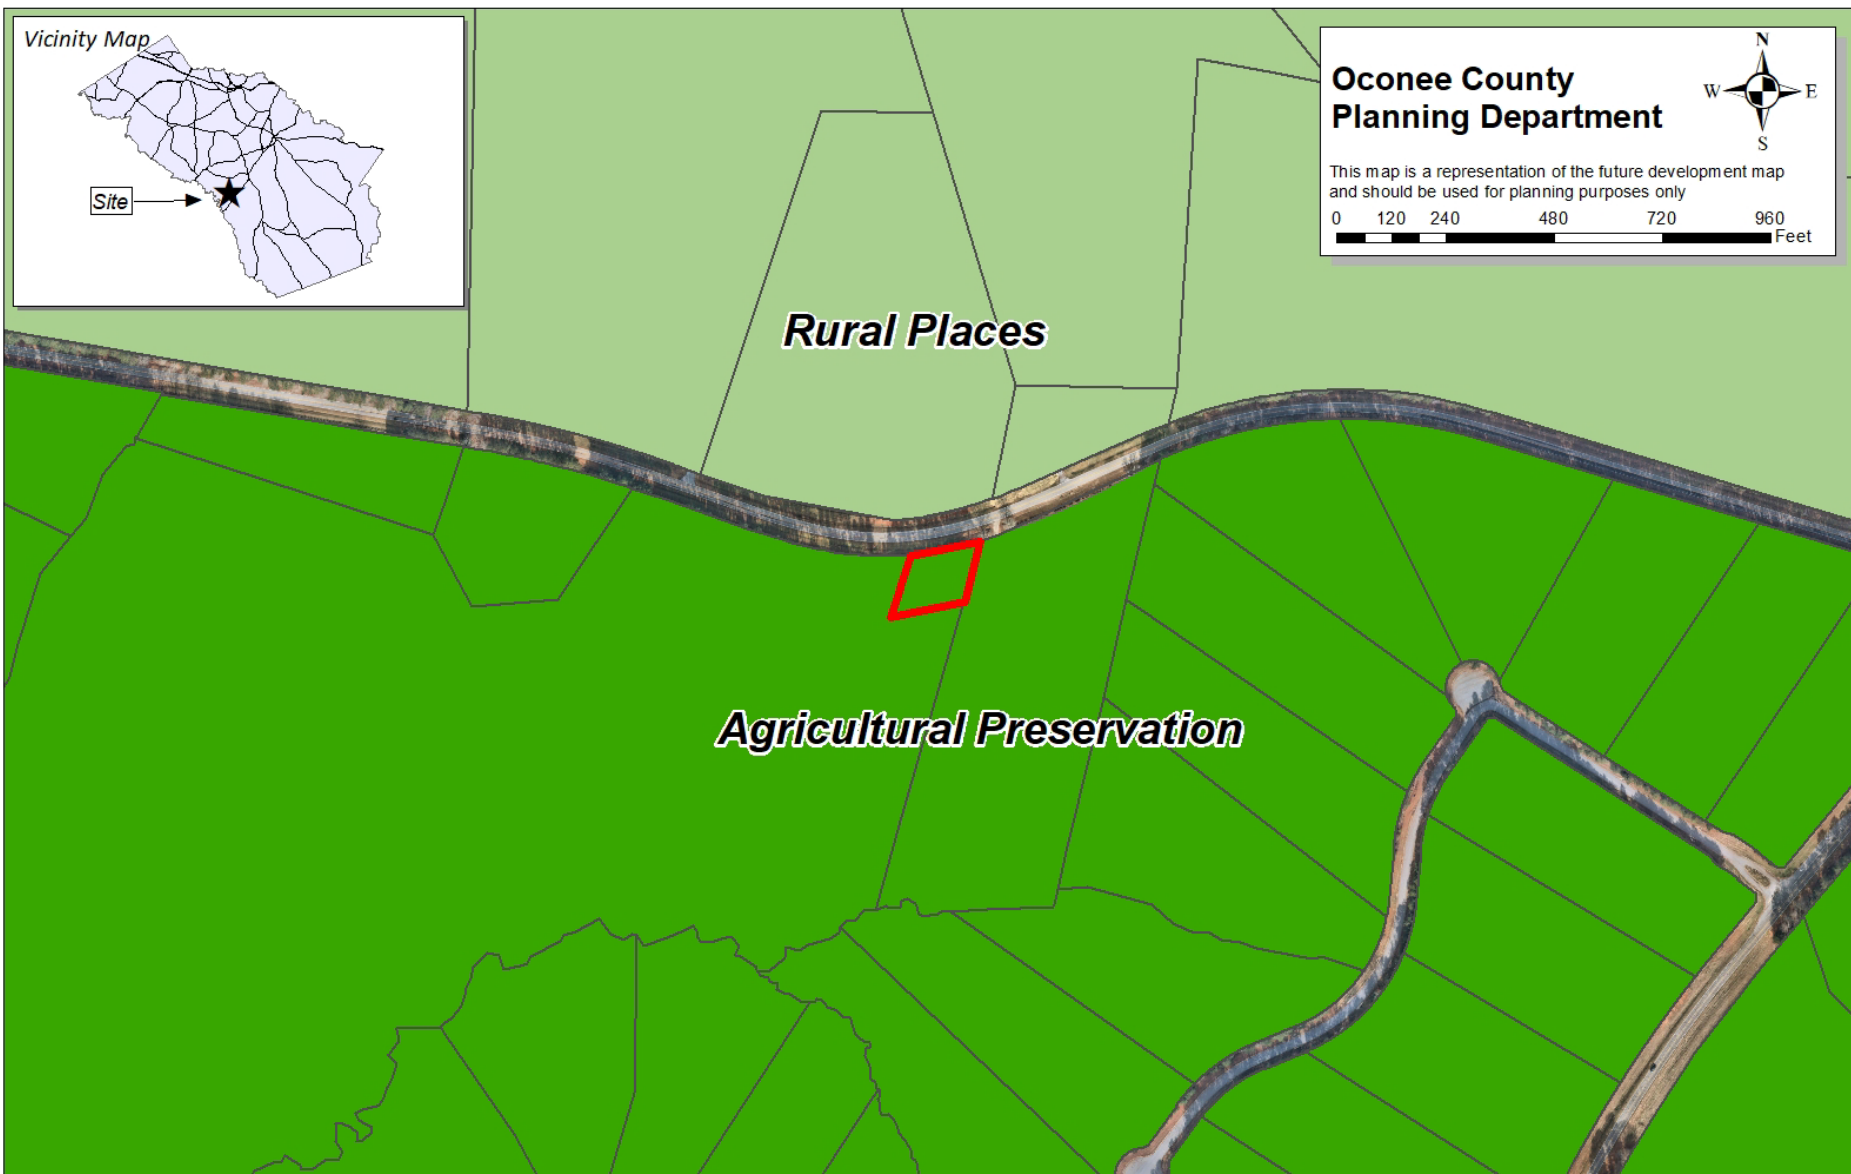 Vicinity Map
Site
Oconee County
Planning Department
N
W
E
S
This map is a representation of the future development map
and should be used for planning purposes only
0 120 240 480 720 960
Feet
Rural Places
Agricultural Preservation